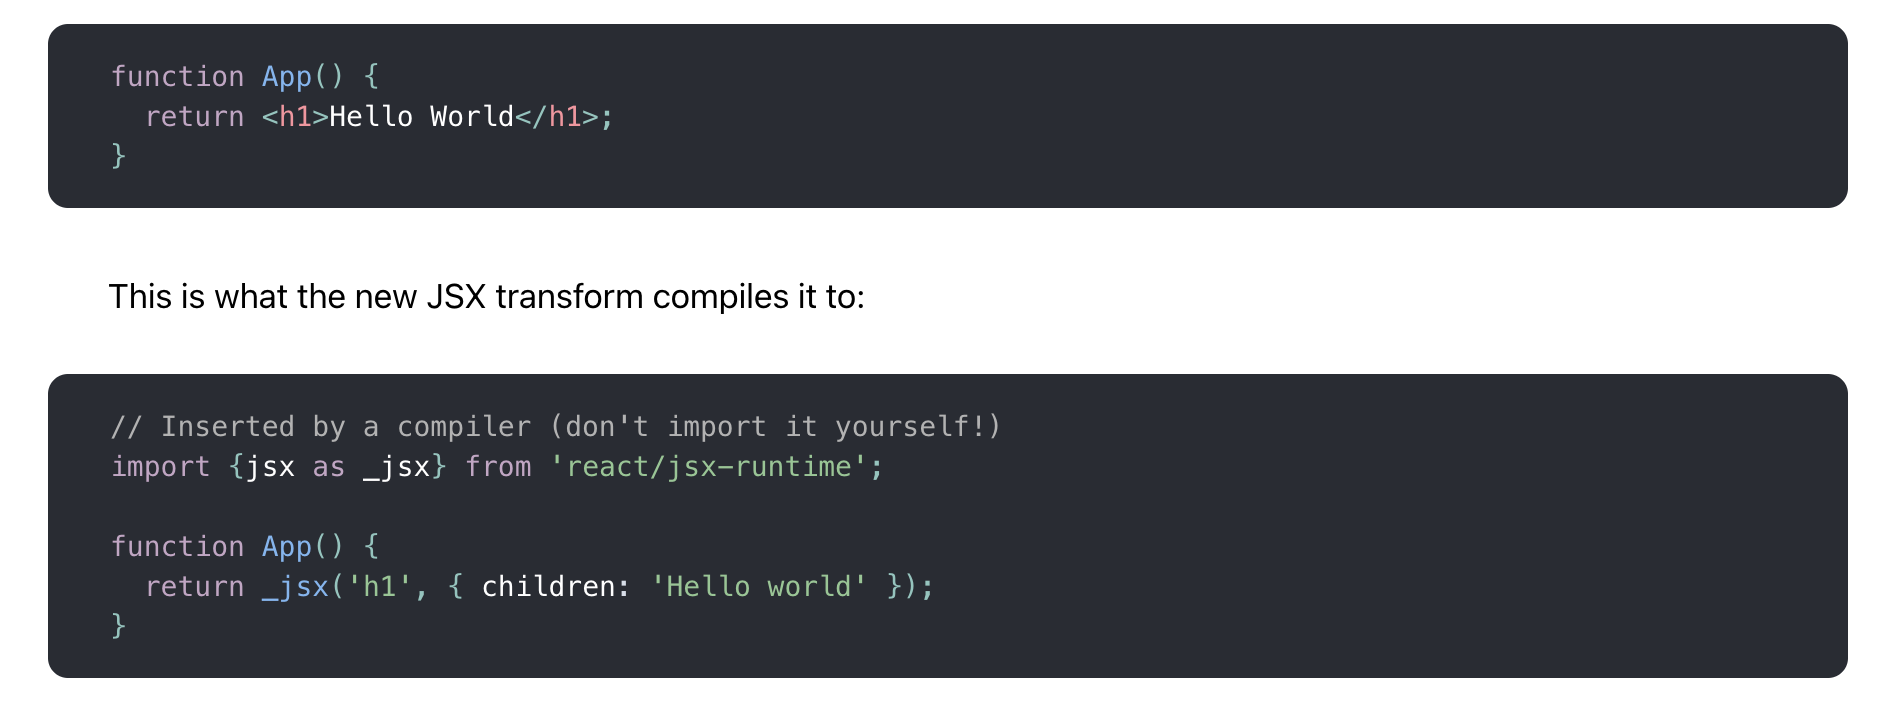 function App() {
  return <h1>Hello World</h1>;
}
This is what the new JSX transform compiles it to:
// Inserted by a compiler (don't import it yourself!)
import {jsx as _jsx} from 'react/jsx-runtime';
function App() {
  return _jsx('h1', { children: 'Hello world' });
}